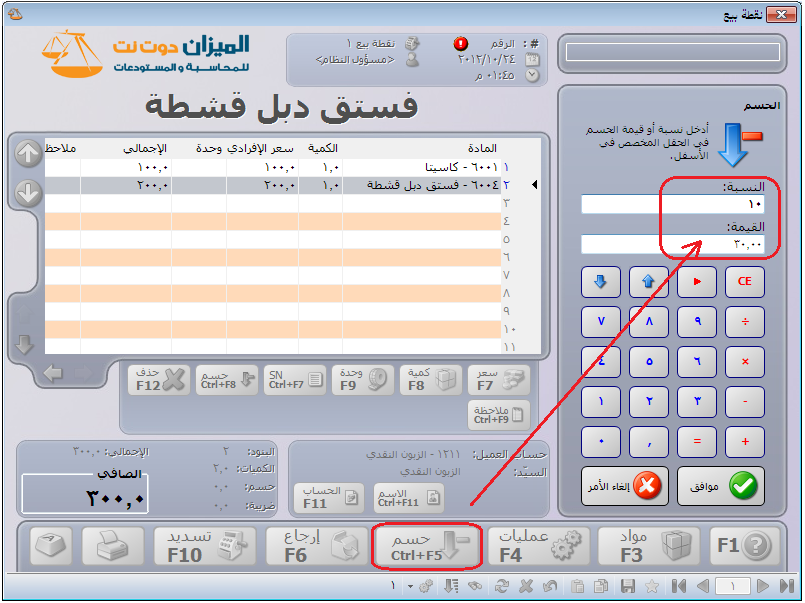 نقطة بيع
الميزان دوت نت
للمحاسبة و المستودعات
#: الرقم
نقطة بيع ١
٢٠١٢/١٠/٢٤
<مسؤول النظام>
٠١:٤٥ م
فستق دبل قشطة
المادة الكمية سعر الإفرادي وحدة الإجمالي ملاحظ
١ ٦٠٠١ - كاسيتا ١,٠ ١٠٠,٠ ١٠٠,٠
٢ ٦٠٠٤ - فستق دبل قشطة ١,٠ ٢٠٠,٠ ٢٠٠,٠
٣
٤
٥
٦
٧
٨
٩
١٠
١١
سعر F7
كمية F8
وحدة F9
SN Ctrl+F7
حسم Ctrl+F8
حذف F12
ملاحظة Ctrl+F9
حساب العميل: ١٢١١ - الزبون النقدي
السيّد: الزبون النقدي
الاسم Ctrl+F11
الحساب F11
البنود: ٢
الإجمالي: ٣٠٠,٠
الكميات: ٢,٠
حسم: ٠,٠
ضريبة: ٠,٠
الصافي
٣٠٠,٠
الحسم
أدخل نسبة أو قيمة الحسم
في الحقل المخصص في
الأسفل.
النسبة:
١٠
القيمة:
٣٠,٠٠
CE
٧ ٨ ٩ ÷
٤ ٥ ٦ ×
١ ٢ ٣ -
٠ , = +
موافق
إلغاء الأمر
F1
مواد F3
عمليات F4
حسم Ctrl+F5
إرجاع F6
تسديد F10
١
١